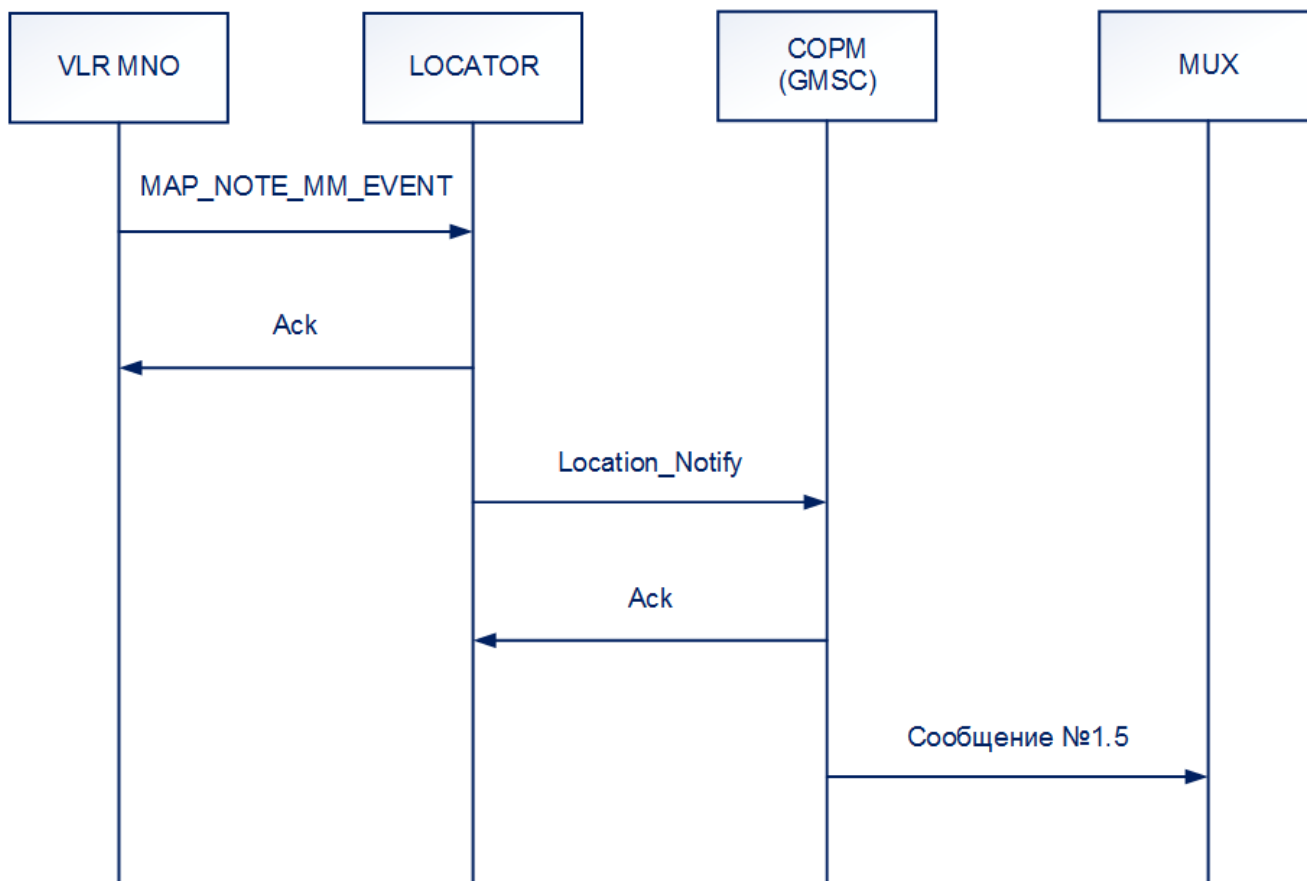 VLR MNO
LOCATOR
СОРМ
(GMSC)
MUX
MAP_NOTE_MM_EVENT
Ack
Location_Notify
Ack
Сообщение №1.5